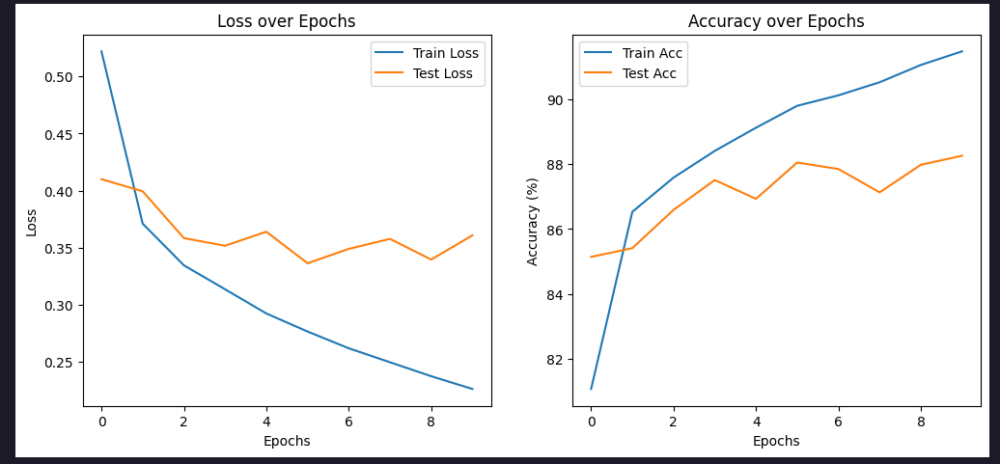 Loss over Epochs
Train Loss
Test Loss
0.50
0.45
0.40
0.35
0.30
0.25
Loss
0 2 4 6 8
Epochs
Accuracy over Epochs
Train Acc
Test Acc
90
88
86
84
82
Accuracy (%)
0 2 4 6 8
Epochs